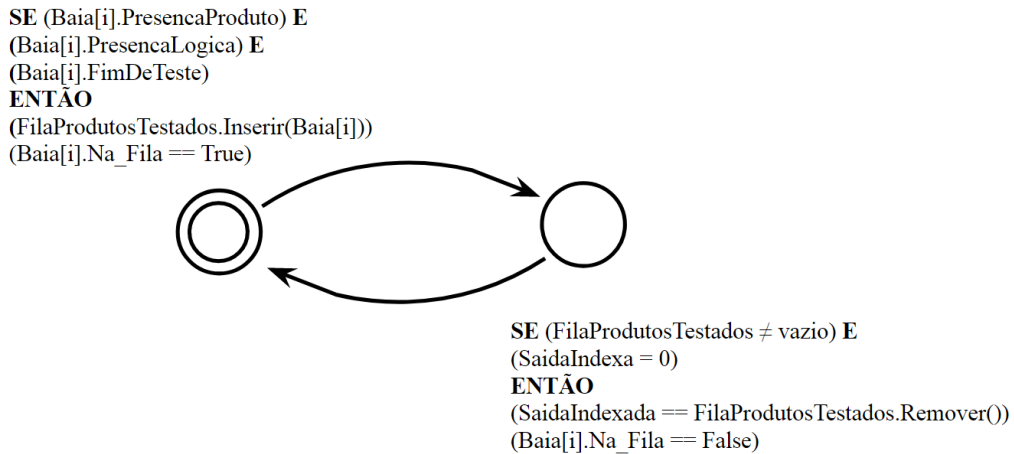 SE (Baia[i].PresencaProduto) E
(Baia[i].PresencaLogica) E
(Baia[i].FimDeTeste)
ENTÃO
(FilaProdutosTestados.Inserir(Baia[i]))
(Baia[i].Na_Fila == True)
SE (FilaProdutosTestados ≠ vazio) E
(SaidaIndexa = 0)
ENTÃO
(SaidaIndexada == FilaProdutosTestados.Remover())
(Baia[i].Na_Fila == False)